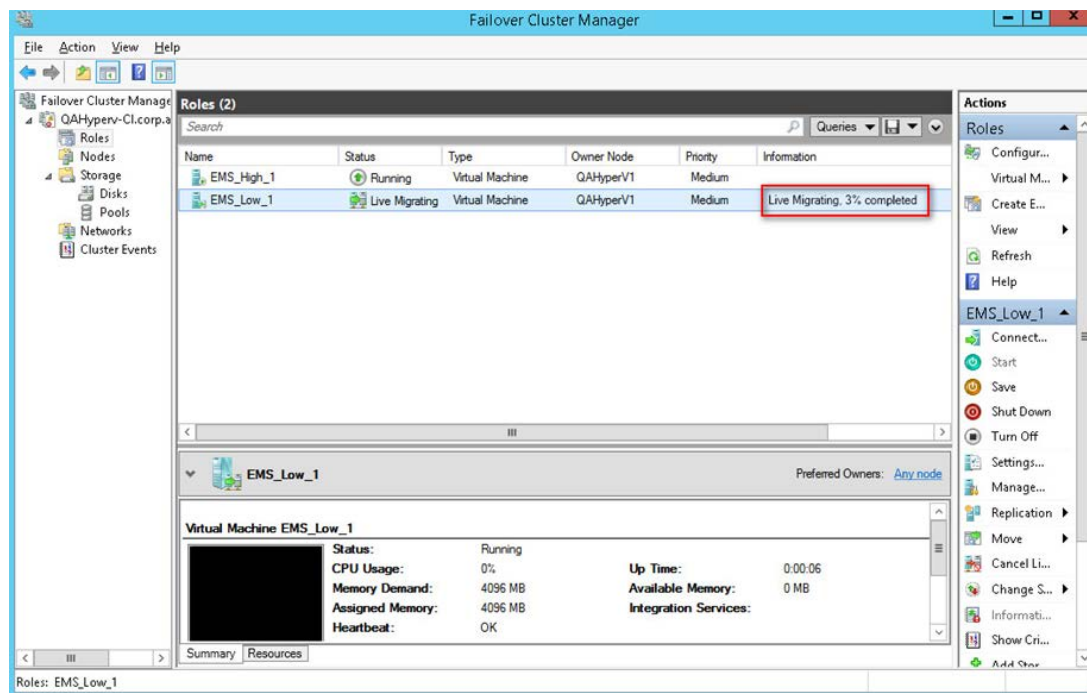 Failover Cluster Manager
File Action View Help
Failover Cluster Manage
QAHyperv-Cl.corp.a
Roles
Nodes
Storage
Disks
Pools
Networks
Cluster Events
Roles (2)
Search
Queries
Name Status Type Owner Node Priority Information
EMS_High_1 Running Virtual Machine QAHyperV1 Medium
EMS_Low_1 Live Migrating Virtual Machine QAHyperV1 Medium Live Migrating, 3% completed
EMS_Low_1
Preferred Owners: Any node
Virtual Machine EMS_Low_1
Status: Running
CPU Usage: 0% Up Time: 0:00:06
Memory Demand: 4096 MB Available Memory: 0 MB
Assigned Memory: 4096 MB Integration Services:
Heartbeat: OK
Summary Resources
Actions
Roles
Configur...
Virtual M...
Create E...
View
Refresh
Help
EMS_Low_1
Connect...
Start
Save
Shut Down
Turn Off
Settings...
Manage...
Replication
Move
Cancel Li...
Change S...
Informati...
Show Cri...
Add Stor...
Roles: EMS_Low_1